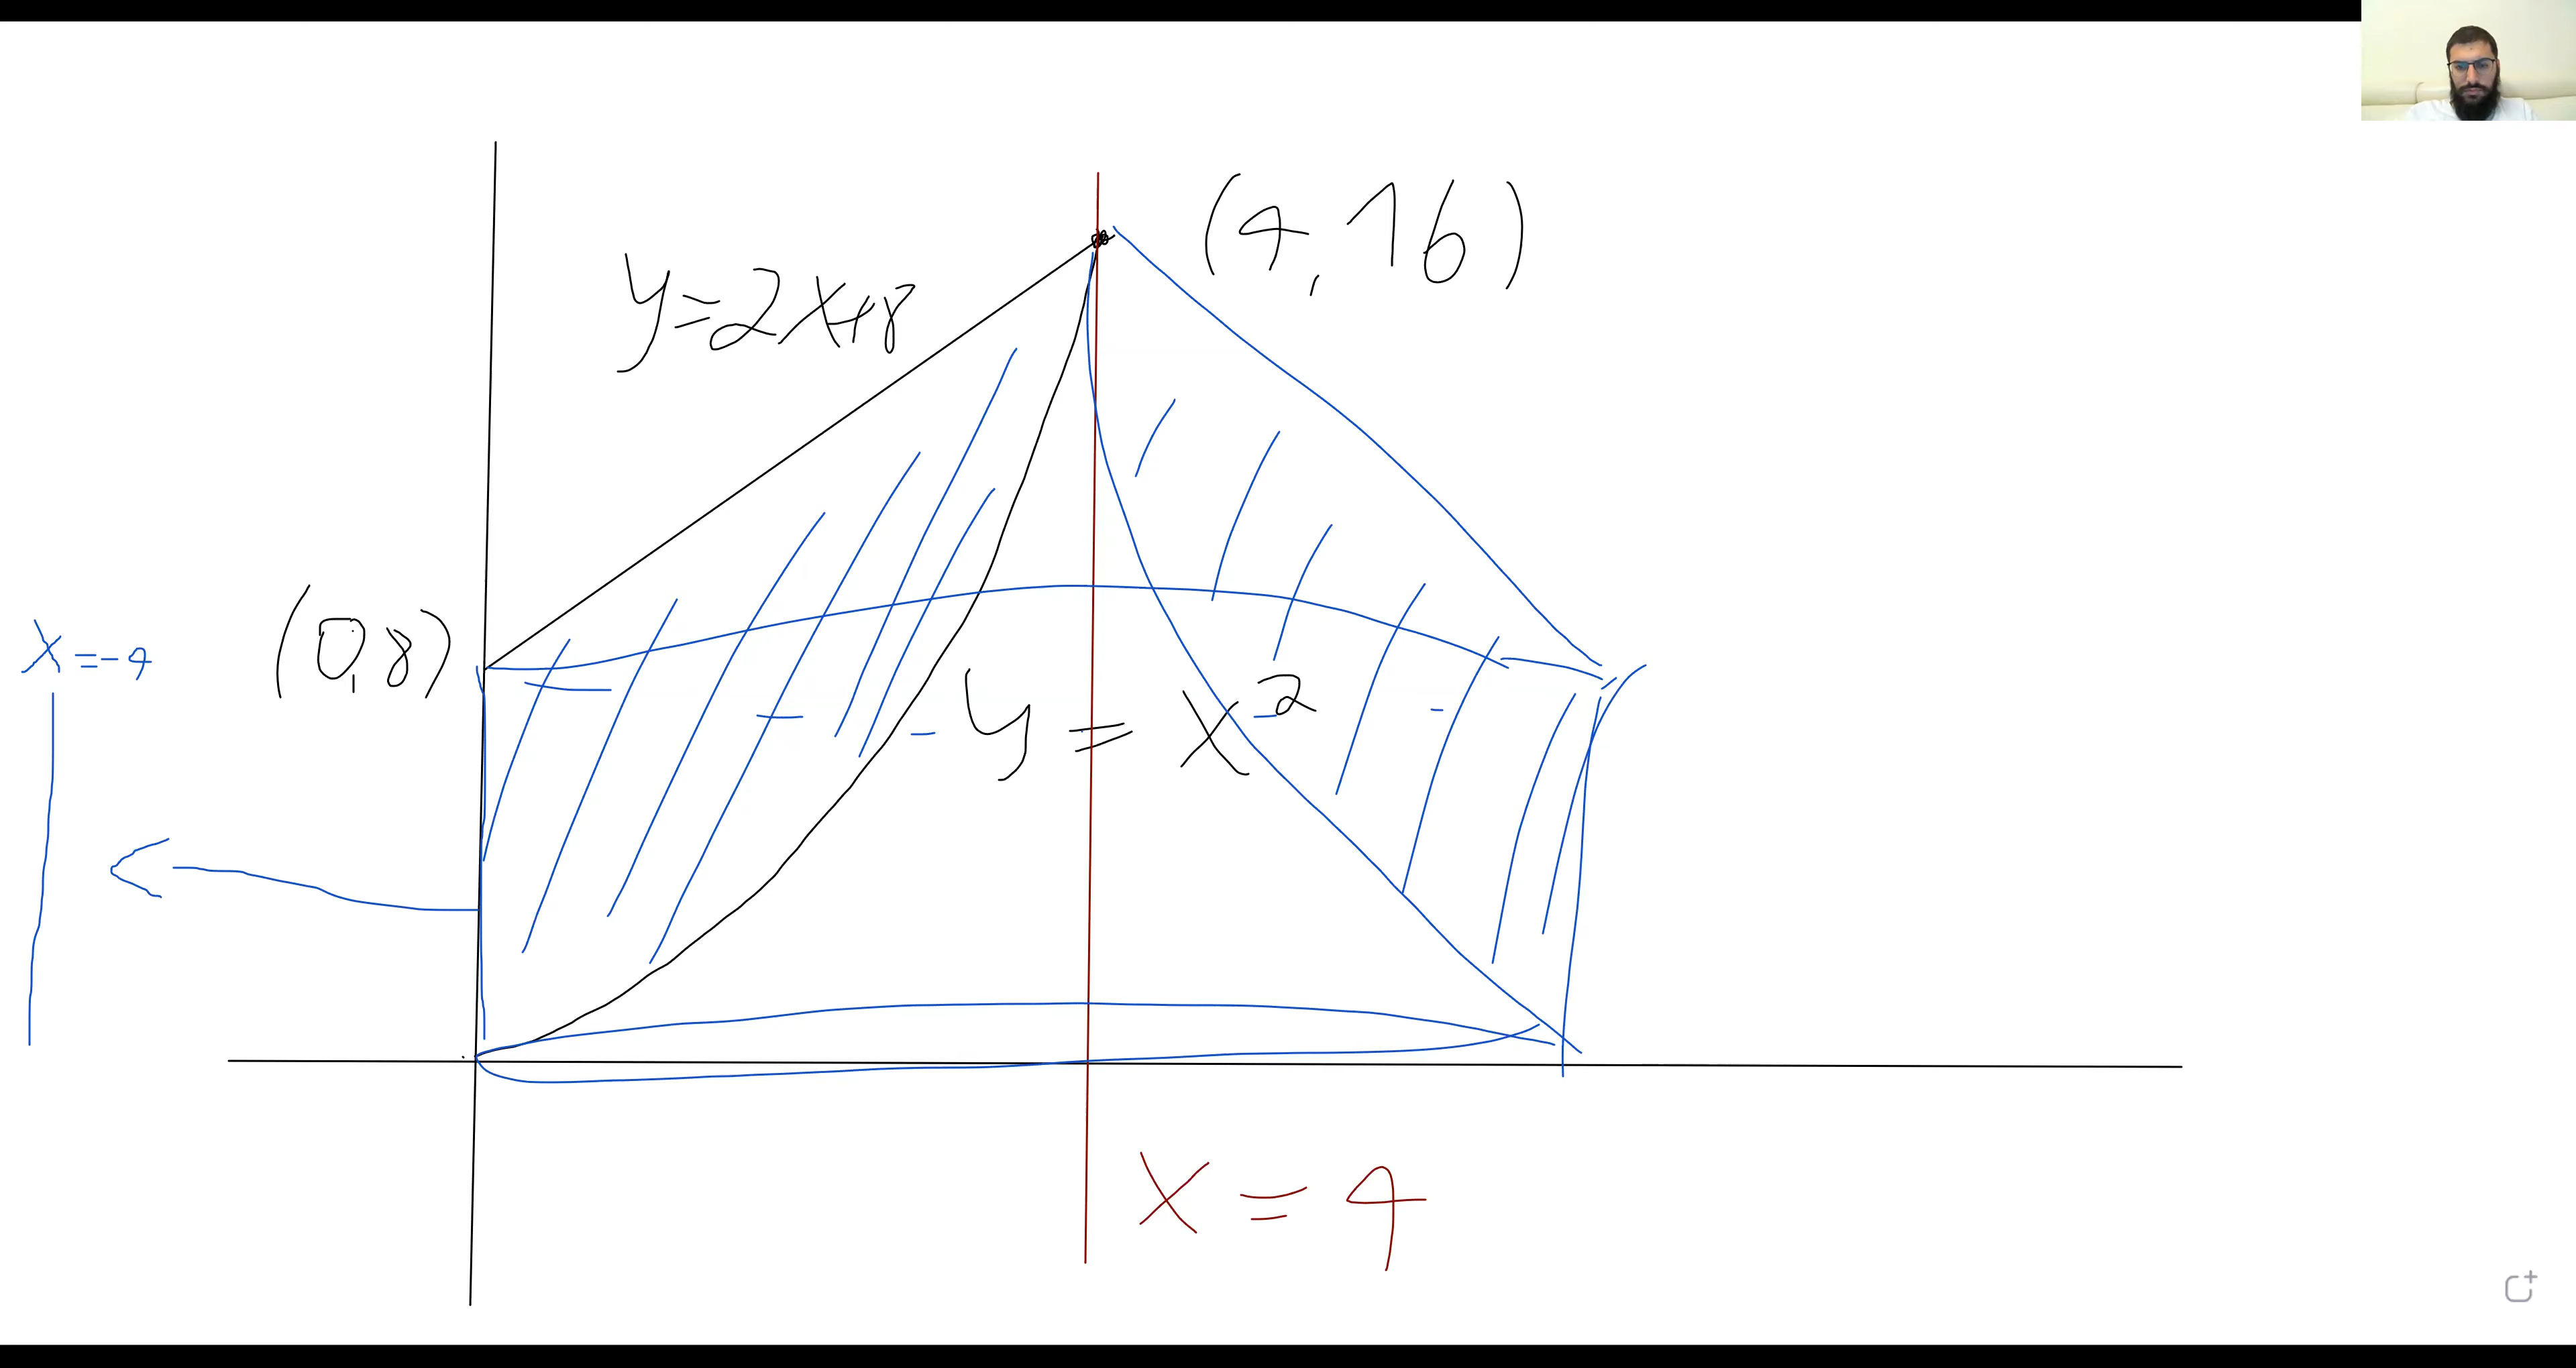 (4,16)
y=2x+8
(0,8)
x=-4
y=x²
x=4